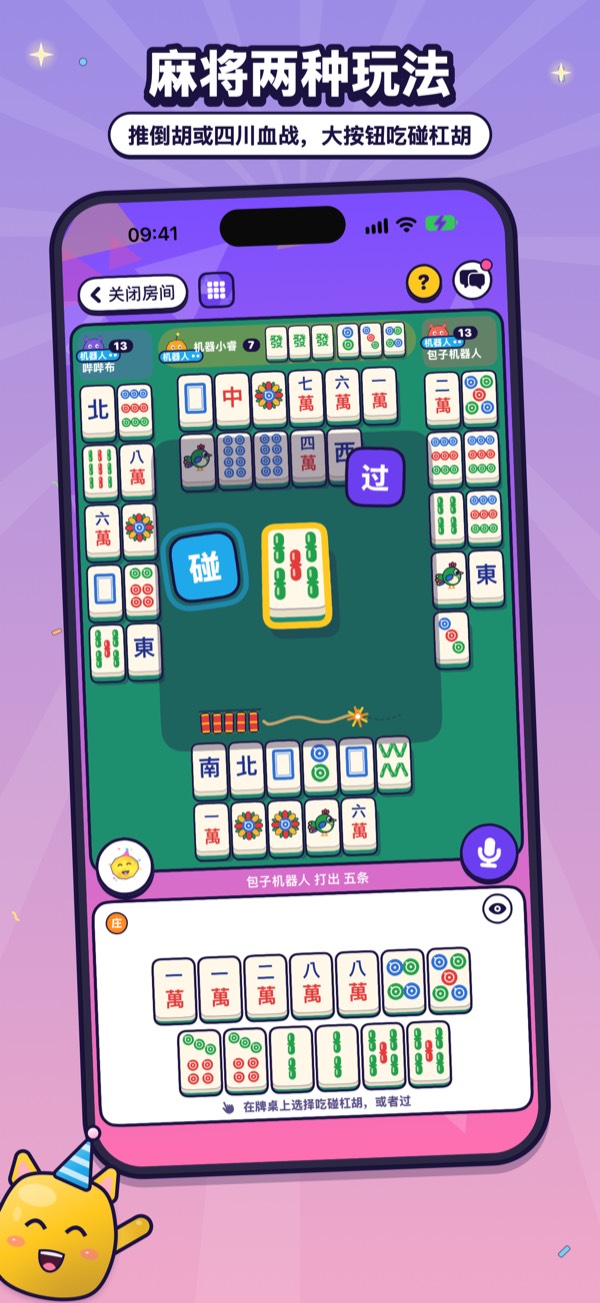 麻将两种玩法
推倒胡或四川血战，大按钮吃碰杠胡
09:41
关闭房间
?
机器人
13
哔哔布
机器人
机器小睿
7
發 發 發
机器人
13
包子机器人
北
中 七萬 六萬 一萬
二萬
八萬
四萬 西
过
六萬
碰
東
東
南 北
一萬 六萬
包子机器人 打出 五条
庄
一萬 一萬 二萬 八萬 八萬
在牌桌上选择吃碰杠胡，或者过